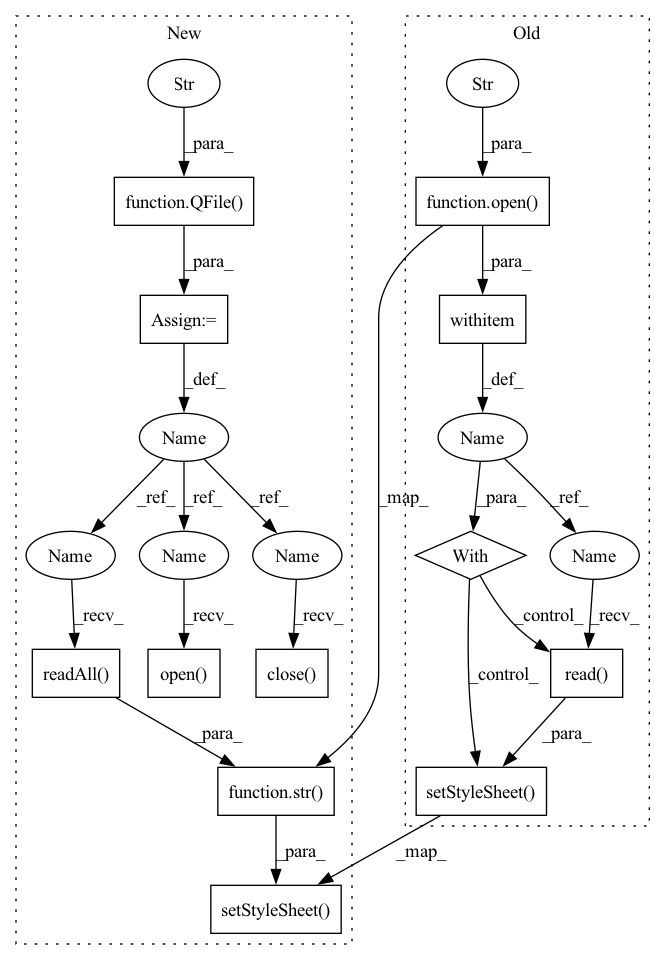 New
Old
Str
Str
_para_
_para_
function.QFile()
function.open()
_para_
_para_
Assign:=
withitem
_def_
_def_
Name
Name
_ref_
_ref_
_ref_
_map_
_para_
_ref_
Name
Name
Name
With
Name
_recv_
_recv_
_recv_
_control_
_recv_
readAll()
open()
close()
_control_
read()
_para_
_para_
function.str()
setStyleSheet()
_para_
_map_
setStyleSheet()